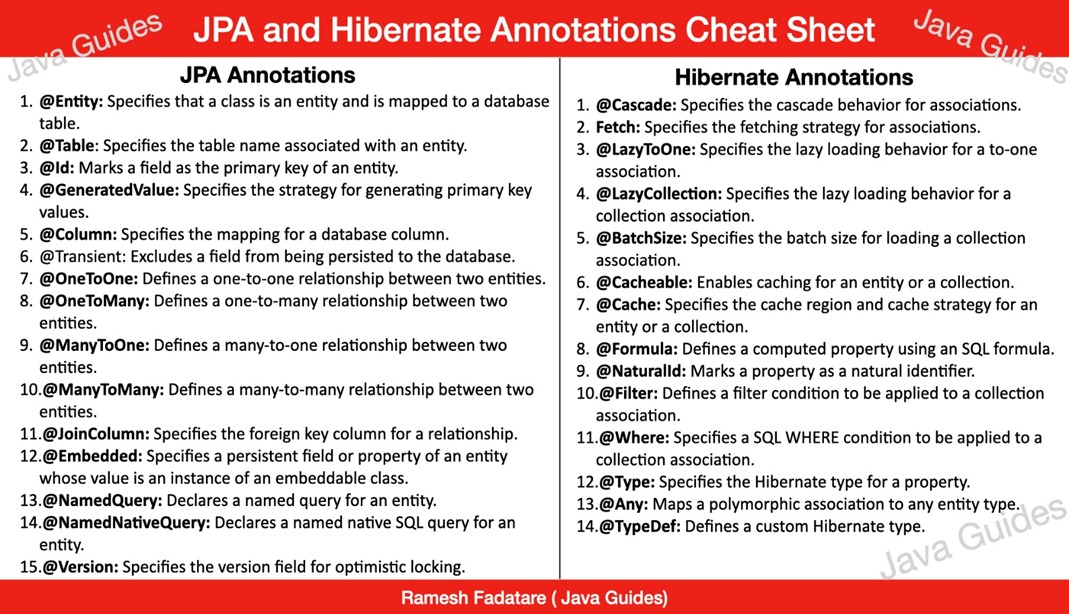 Java Guides
JPA and Hibernate Annotations Cheat Sheet
Java Guides
JPA Annotations
1. @Entity: Specifies that a class is an entity and is mapped to a database
table.
2. @Table: Specifies the table name associated with an entity.
3. @Id: Marks a field as the primary key of an entity.
4. @GeneratedValue: Specifies the strategy for generating primary key
values.
5. @Column: Specifies the mapping for a database column.
6. @Transient: Excludes a field from being persisted to the database.
7. @OneToOne: Defines a one-to-one relationship between two entities.
8. @OneToMany: Defines a one-to-many relationship between two
entities.
9. @ManyToOne: Defines a many-to-one relationship between two
entities.
10.@ManyToMany: Defines a many-to-many relationship between two
entities.
11.@JoinColumn: Specifies the foreign key column for a relationship.
12.@Embedded: Specifies a persistent field or property of an entity
whose value is an instance of an embeddable class.
13.@NamedQuery: Declares a named query for an entity.
14.@NamedNativeQuery: Declares a named native SQL query for an
entity.
15.@Version: Specifies the version field for optimistic locking.
Hibernate Annotations
1. @Cascade: Specifies the cascade behavior for associations.
2. Fetch: Specifies the fetching strategy for associations.
3. @LazyToOne: Specifies the lazy loading behavior for a to-one
association.
4. @LazyCollection: Specifies the lazy loading behavior for a
collection association.
5. @BatchSize: Specifies the batch size for loading a collection
association.
6. @Cacheable: Enables caching for an entity or a collection.
7. @Cache: Specifies the cache region and cache strategy for an
entity or a collection.
8. @Formula: Defines a computed property using an SQL formula.
9. @NaturalId: Marks a property as a natural identifier.
10.@Filter: Defines a filter condition to be applied to a collection
association.
11.@Where: Specifies a SQL WHERE condition to be applied to a
collection association.
12.@Type: Specifies the Hibernate type for a property.
13.@Any: Maps a polymorphic association to any entity type.
14.@TypeDef: Defines a custom Hibernate type.
Java Guides
Ramesh Fadatare ( Java Guides)